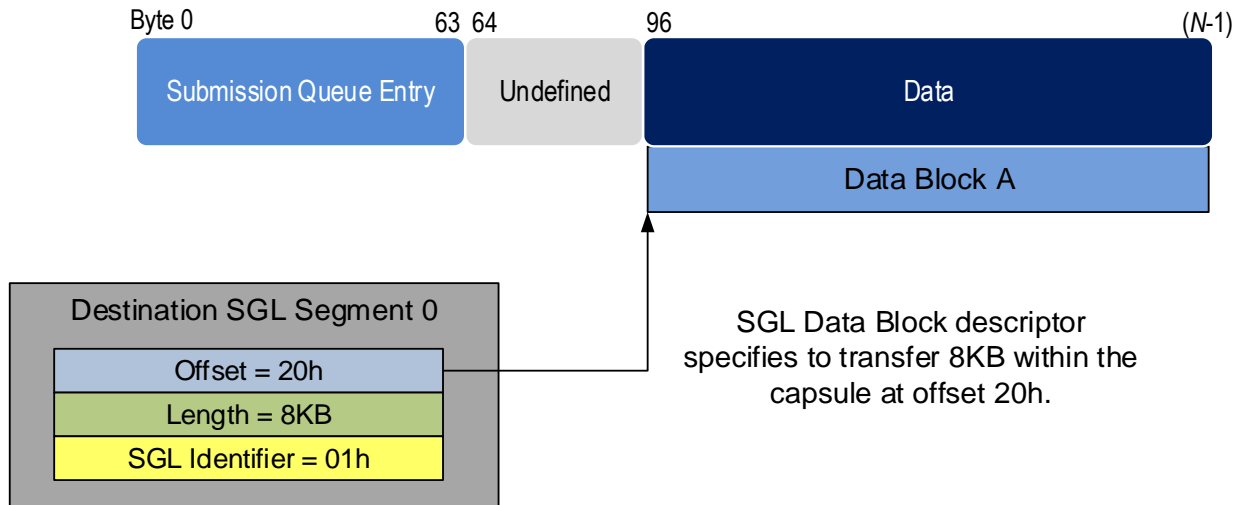 Byte 0 63 64 96 (N-1)
Submission Queue Entry Undefined Data
Data Block A
Destination SGL Segment 0
Offset = 20h
Length = 8KB
SGL Identifier = 01h
SGL Data Block descriptor
specifies to transfer 8KB within the
capsule at offset 20h.